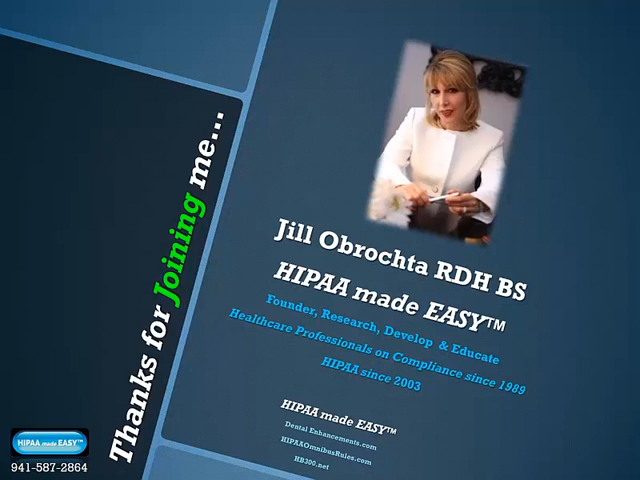 Thanks for Joining me...
Jill Obrochta RDH BS
HIPAA made EASY™
Founder, Research, Develop & Educate
Healthcare Professionals on Compliance since 1989
HIPAA since 2003
HIPAA made EASY™
Dental Enhancements.com
HIPAAOmnibusRules.com
HB300.net
HIPAA made EASY™
941-587-2864